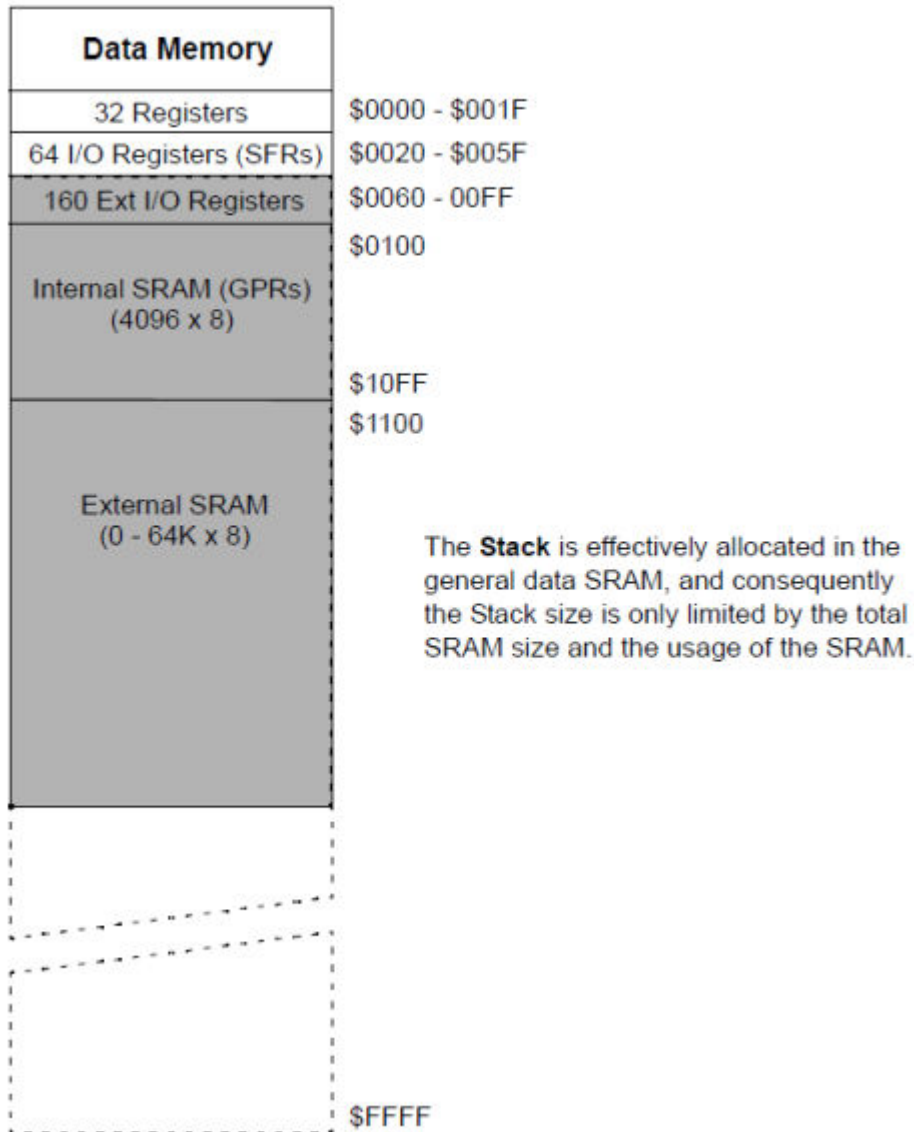 Data Memory
32 Registers
$0000 - $001F
64 I/O Registers (SFRs)
$0020 - $005F
160 Ext I/O Registers
$0060 - 00FF
$0100
Internal SRAM (GPRs)
(4096 x 8)
$10FF
$1100
External SRAM
(0 - 64K x 8)
The Stack is effectively allocated in the
general data SRAM, and consequently
the Stack size is only limited by the total
SRAM size and the usage of the SRAM.
$FFFF